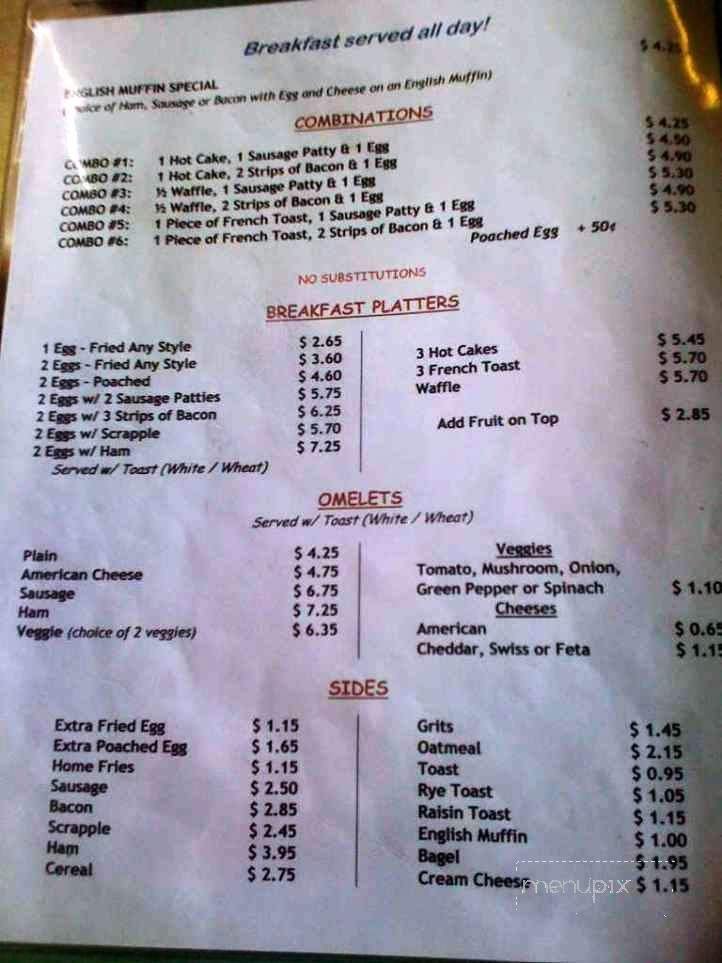 Breakfast served all day!
ENGLISH MUFFIN SPECIAL $ 4.25
(Choice of Ham, Sausage or Bacon with Egg and Cheese on an English Muffin)
COMBINATIONS
COMBO #1: 1 Hot Cake, 1 Sausage Patty & 1 Egg $ 4.25
COMBO #2: 1 Hot Cake, 2 Strips of Bacon & 1 Egg $ 4.50
COMBO #3: ½ Waffle, 1 Sausage Patty & 1 Egg $ 4.90
COMBO #4: ½ Waffle, 2 Strips of Bacon & 1 Egg $ 5.30
COMBO #5: 1 Piece of French Toast, 1 Sausage Patty & 1 Egg $ 4.90
COMBO #6: 1 Piece of French Toast, 2 Strips of Bacon & 1 Egg $ 5.30
Poached Egg + 50¢
NO SUBSTITUTIONS
BREAKFAST PLATTERS
1 Egg - Fried Any Style $ 2.65
2 Eggs - Fried Any Style $ 3.60
2 Eggs - Poached $ 4.60
2 Eggs w/ 2 Sausage Patties $ 5.75
2 Eggs w/ 3 Strips of Bacon $ 6.25
2 Eggs w/ Scrapple $ 5.70
2 Eggs w/ Ham $ 7.25
Served w/ Toast (White / Wheat)
3 Hot Cakes $ 5.45
3 French Toast $ 5.70
Waffle $ 5.70
Add Fruit on Top $ 2.85
OMELETS
Served w/ Toast (White / Wheat)
Plain $ 4.25
American Cheese $ 4.75
Sausage $ 6.75
Ham $ 7.25
Veggie (choice of 2 veggies) $ 6.35
Veggies
Tomato, Mushroom, Onion,
Green Pepper or Spinach $ 1.10
Cheeses
American $ 0.65
Cheddar, Swiss or Feta $ 1.15
SIDES
Extra Fried Egg $ 1.15
Extra Poached Egg $ 1.65
Home Fries $ 1.15
Sausage $ 2.50
Bacon $ 2.85
Scrapple $ 2.45
Ham $ 3.95
Cereal $ 2.75
Grits $ 1.45
Oatmeal $ 2.15
Toast $ 0.95
Rye Toast $ 1.05
Raisin Toast $ 1.15
English Muffin $ 1.00
Bagel $ 1.95
Cream Cheese $ 1.15
menupix